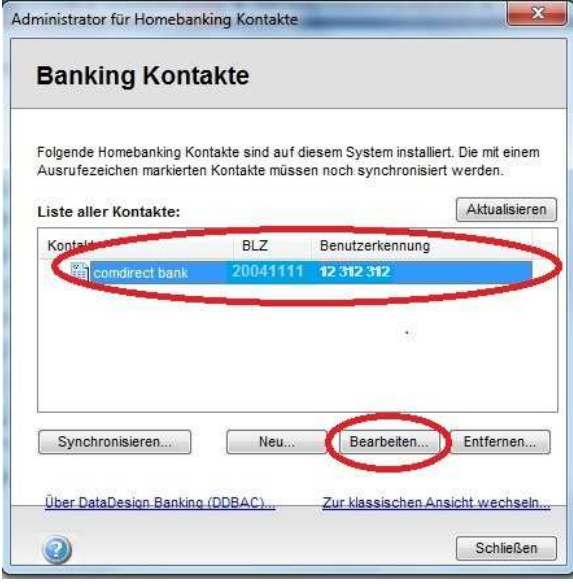 Administrator für Homebanking Kontakte
Banking Kontakte
Folgende Homebanking Kontakte sind auf diesem System installiert. Die mit einem
Ausrufezeichen markierten Kontakte müssen noch synchronisiert werden.
Liste aller Kontakte:
Aktualisieren
Kontakt BLZ Benutzerkennung
comdirect bank 20041111 12 312 312
Synchronisieren... Neu... Bearbeiten... Entfernen...
Über DataDesign Banking (DDBAC)... Zur klassischen Ansicht wechseln...
Schließen